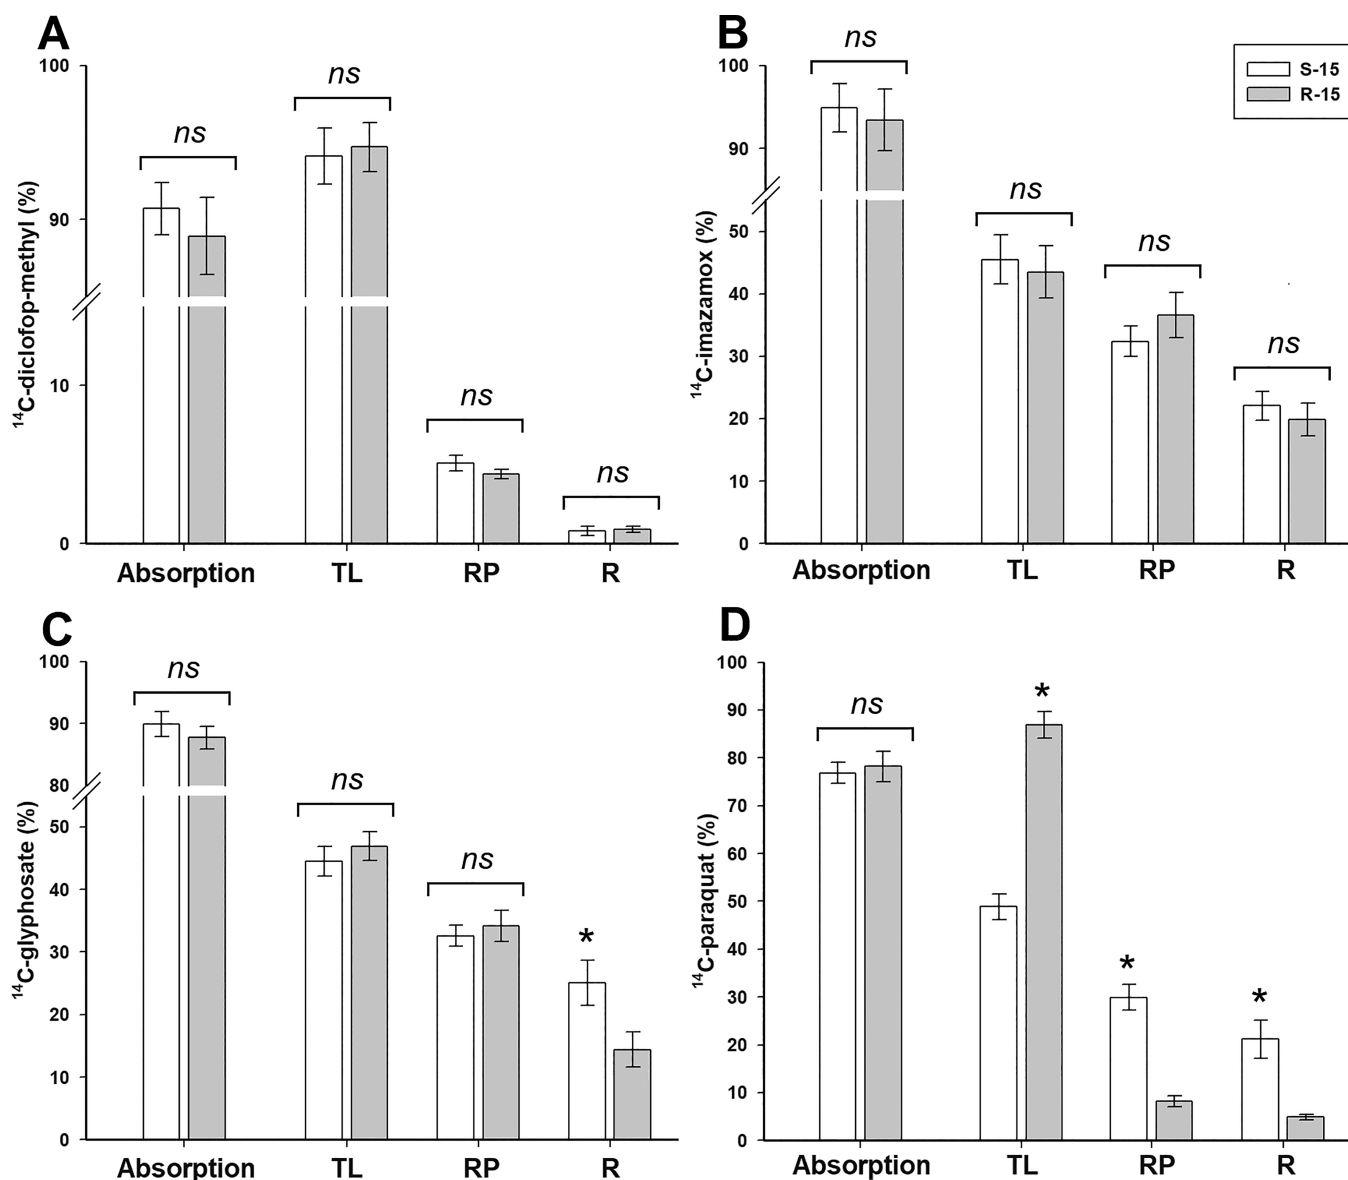 A
100
90
10
0
¹⁴C-diclofop-methyl (%)
ns
ns
ns
ns
Absorption TL RP R
B
100
90
50
40
30
20
10
0
¹⁴C-imazamox (%)
ns
ns
ns
ns
S-15
R-15
Absorption TL RP R
C
100
90
80
50
40
30
20
10
0
¹⁴C-glyphosate (%)
ns
ns
ns
*
Absorption TL RP R
D
100
90
80
70
60
50
40
30
20
10
0
¹⁴C-paraquat (%)
ns
*
*
*
Absorption TL RP R